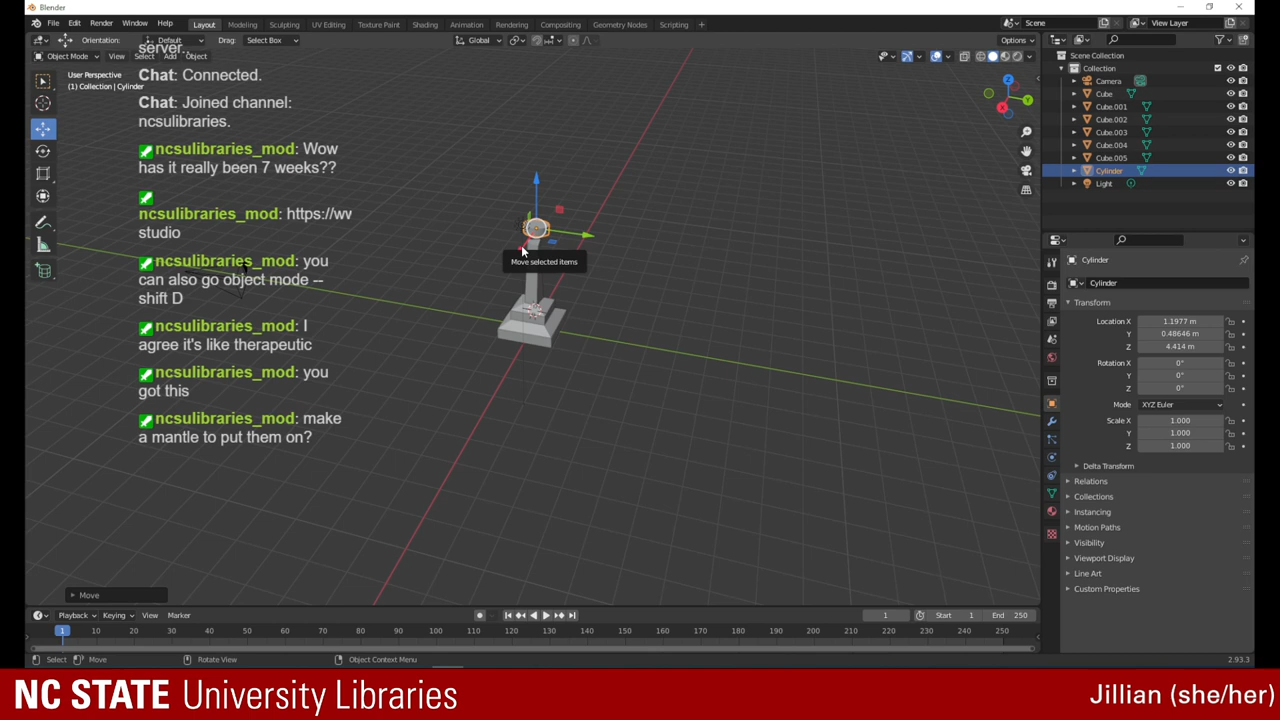 Blender
File Edit Render Window Help Layout Modeling Sculpting UV Editing Texture Paint Shading Animation Rendering Compositing Geometry Nodes Scripting + Scene View Layer
Orientation: Default Drag: Select Box Global Options
Object Mode View Select Add Object
server..
User Perspective
(1) Collection | Cylinder
Chat: Connected.
Chat: Joined channel:
ncsulibraries.
ncsulibraries_mod: Wow
has it really been 7 weeks??
ncsulibraries_mod: https://wv
studio
ncsulibraries_mod: you
can also go object mode --
shift D
ncsulibraries_mod: I
agree it's like therapeutic
ncsulibraries_mod: you
got this
ncsulibraries_mod: make
a mantle to put them on?
Move selected items
Z
Y
X
Scene Collection
Collection
Camera
Cube
Cube.001
Cube.002
Cube.003
Cube.004
Cube.005
Cylinder
Light
Cylinder
Cylinder
Transform
Location X 1.1977 m
Y 0.48646 m
Z 4.414 m
Rotation X 0°
Y 0°
Z 0°
Mode XYZ Euler
Scale X 1.000
Y 1.000
Z 1.000
Delta Transform
Relations
Collections
Instancing
Motion Paths
Visibility
Viewport Display
Line Art
Custom Properties
Move
Playback Keying View Marker 1 Start 1 End 250
1 10 20 30 40 50 60 70 80 90 100 110 120 130 140 150 160 170 180 190 200 210 220 230 240 250
Select Move Rotate View Object Context Menu 2.93.3
NC STATE University Libraries
Jillian (she/her)